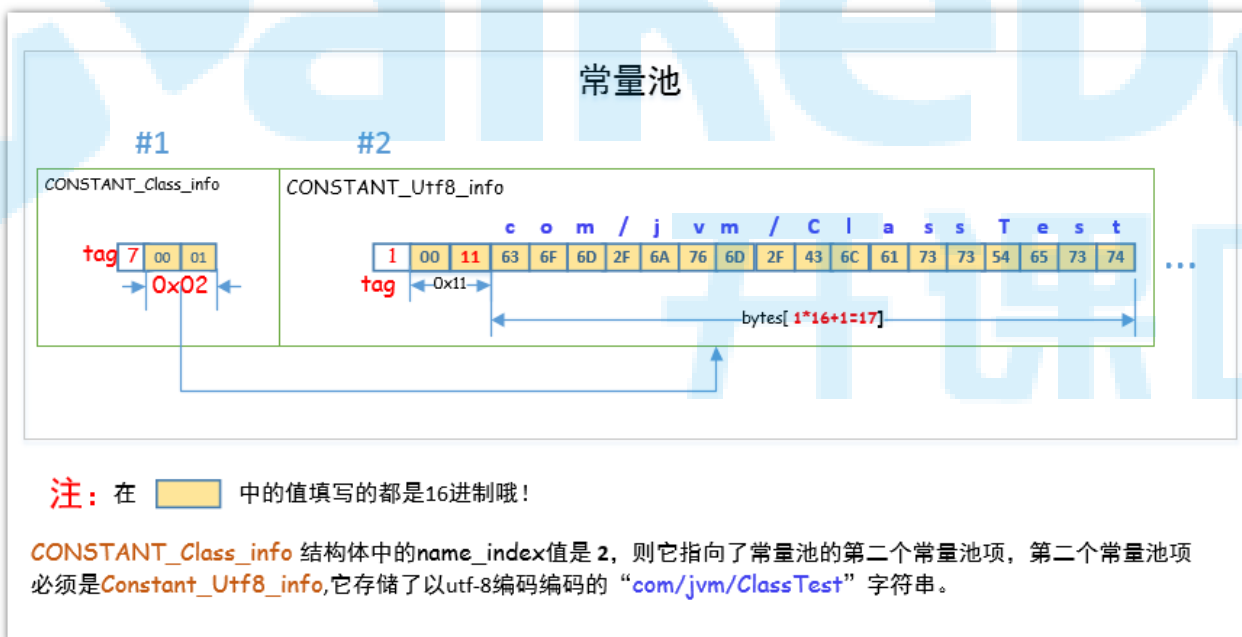 常量池
#1 #2
CONSTANT_Class_info CONSTANT_Utf8_info
c o m / j v m / C l a s s T e s t
tag 7 00 01 1 00 11 63 6F 6D 2F 6A 76 6D 2F 43 6C 61 73 73 54 65 73 74 ...
0x02 tag 0x11
bytes[ 1*16+1=17]
注：在 中的值填写的都是16进制哦！
CONSTANT_Class_info 结构体中的name_index值是 2，则它指向了常量池的第二个常量池项，第二个常量池项
必须是Constant_Utf8_info,它存储了以utf-8编码编码的“com/jvm/ClassTest”字符串。